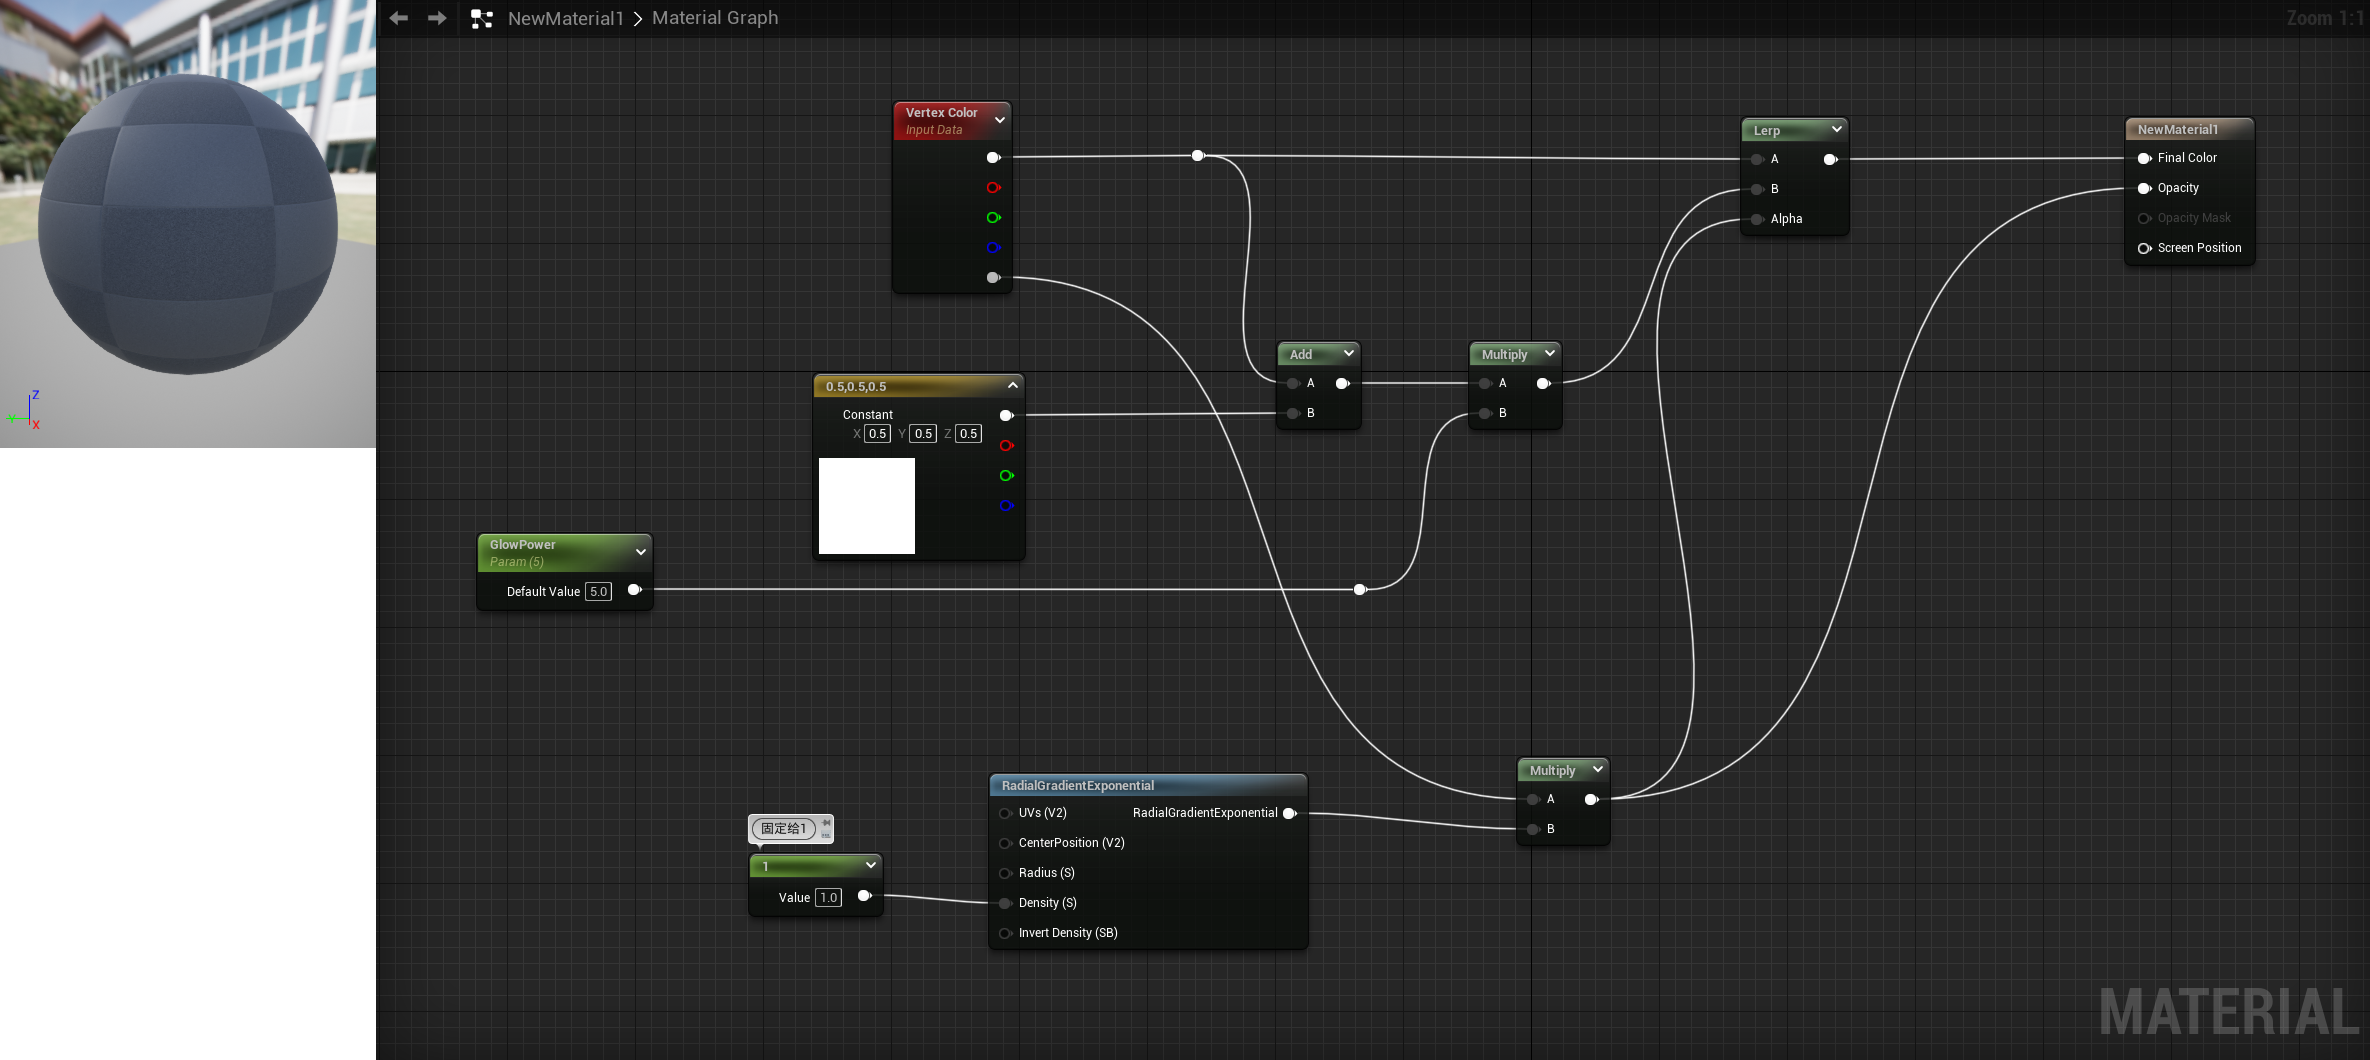 NewMaterial1 > Material Graph
Zoom 1:1
Vertex Color
Input Data
Lerp
A
B
Alpha
NewMaterial1
Final Color
Opacity
Opacity Mask
Screen Position
Add
A
B
Multiply
A
B
0.5,0.5,0.5
Constant
X 0.5 Y 0.5 Z 0.5
Z
Y
X
GlowPower
Param (5)
Default Value 5.0
Multiply
A
B
RadialGradientExponential
UVs (V2) RadialGradientExponential
CenterPosition (V2)
Radius (S)
Density (S)
Invert Density (SB)
固定给1
1
Value 1.0
MATERIAL